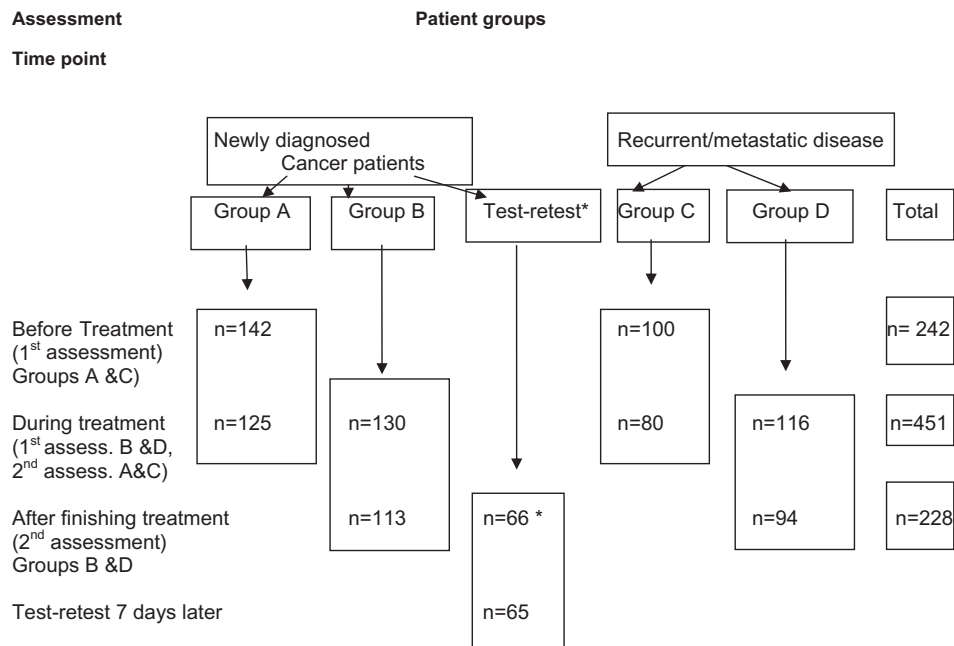 Assessment Patient groups
Time point
Newly diagnosed
Cancer patients
Recurrent/metastatic disease
Group A Group B Test-retest* Group C Group D Total
Before Treatment n=142 n=100 n= 242
(1st assessment)
Groups A &C)
During treatment n=125 n=130 n=80 n=116 n=451
(1st assess. B &D,
2nd assess. A&C)
After finishing treatment n=113 n=66 * n=94 n=228
(2nd assessment)
Groups B &D
Test-retest 7 days later n=65